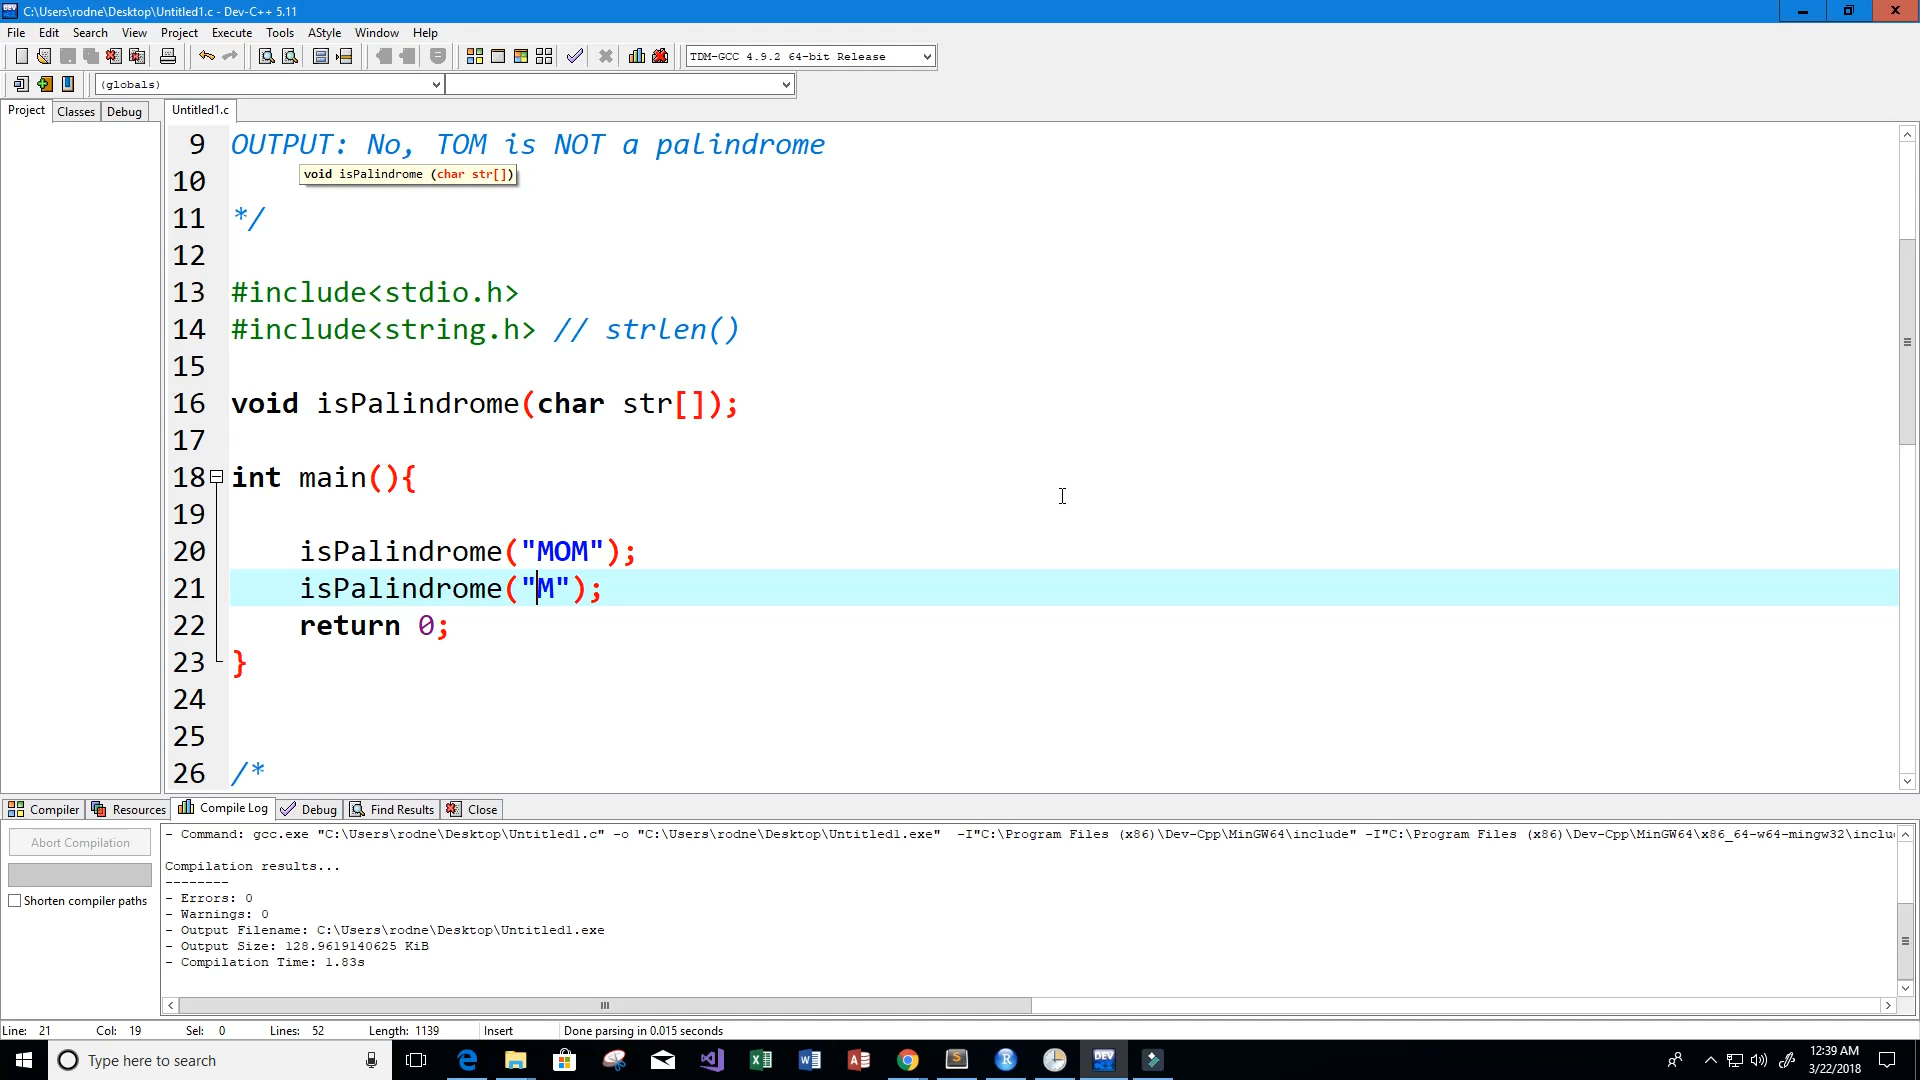 C:\Users\rodne\Desktop\Untitled1.c - Dev-C++ 5.11
File Edit Search View Project Execute Tools AStyle Window Help
TDM-GCC 4.9.2 64-bit Release
(globals)
Project Classes Debug Untitled1.c
9 OUTPUT: No, TOM is NOT a palindrome
void isPalindrome (char str[])
10
11 */
12
13 #include<stdio.h>
14 #include<string.h> // strlen()
15
16 void isPalindrome(char str[]);
17
18 int main(){
19
20 isPalindrome("MOM");
21 isPalindrome("M");
22 return 0;
23 }
24
25
26 /*
Compiler Resources Compile Log Debug Find Results Close
Abort Compilation
Shorten compiler paths
- Command: gcc.exe "C:\Users\rodne\Desktop\Untitled1.c" -o "C:\Users\rodne\Desktop\Untitled1.exe" -I"C:\Program Files (x86)\Dev-Cpp\MinGW64\include" -I"C:\Program Files (x86)\Dev-Cpp\MinGW64\x86_64-w64-mingw32\inclu
Compilation results...
--------
- Errors: 0
- Warnings: 0
- Output Filename: C:\Users\rodne\Desktop\Untitled1.exe
- Output Size: 128.9619140625 KiB
- Compilation Time: 1.83s
Line: 21 Col: 19 Sel: 0 Lines: 52 Length: 1139 Insert Done parsing in 0.015 seconds
Type here to search
DEV
12:39 AM
3/22/2018